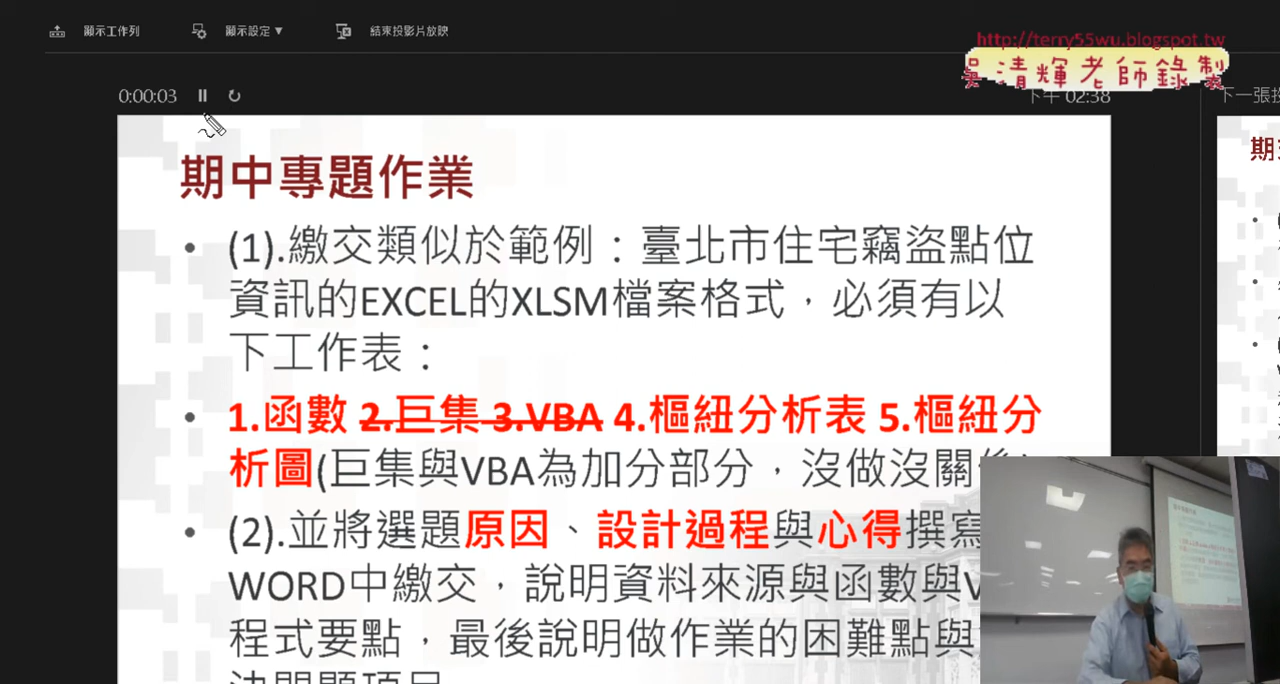 顯示工作列 顯示設定▼ 結束投影片放映
http://terry55wu.blogspot.tw
吳清輝老師錄製
0:00:03 下午 02:38 下一張投
期中專題作業
• (1).繳交類似於範例：臺北市住宅竊盜點位
資訊的EXCEL的XLSM檔案格式，必須有以
下工作表：
• 1.函數 2.巨集 3.VBA 4.樞紐分析表 5.樞紐分
析圖(巨集與VBA為加分部分，沒做沒關係
• (2).並將選題原因、設計過程與心得撰寫
WORD中繳交，說明資料來源與函數與V
程式要點，最後說明做作業的困難點與
期